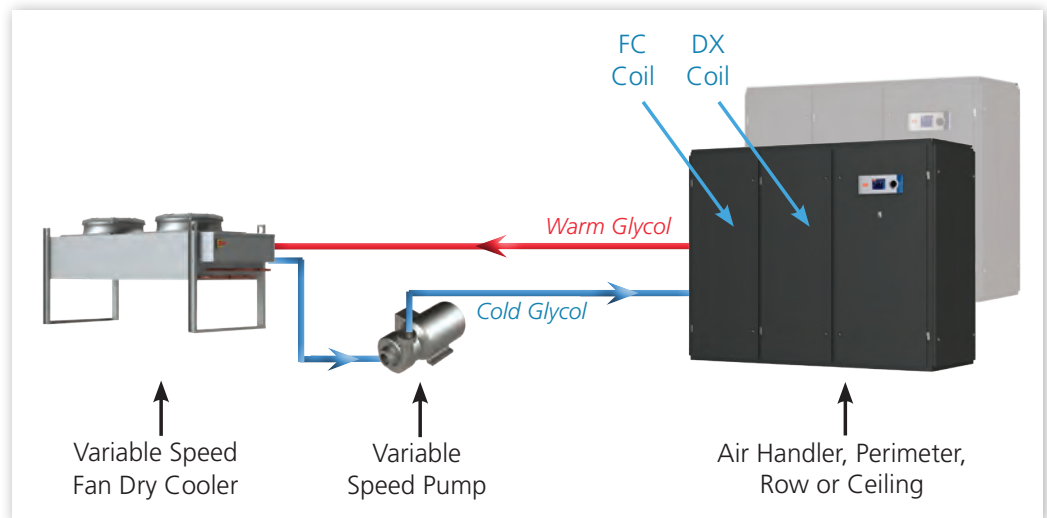 FC
Coil
DX
Coil
Warm Glycol
Cold Glycol
Variable Speed
Fan Dry Cooler
Variable
Speed Pump
Air Handler, Perimeter,
Row or Ceiling